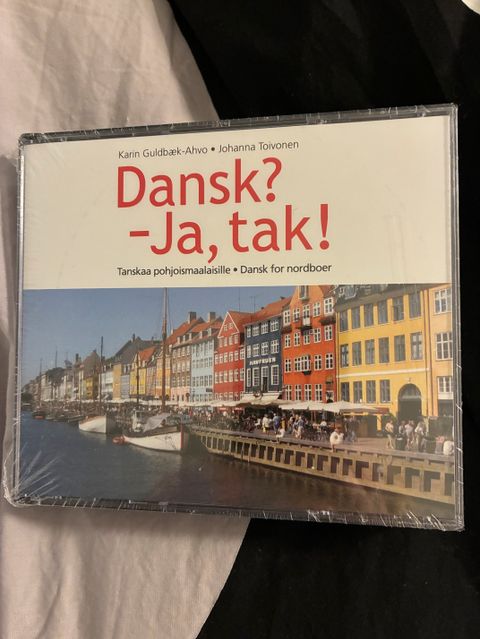 Karin Guldbæk-Ahvo • Johanna Toivonen
Dansk?
-Ja, tak!
Tanskaa pohjoismaalaisille • Dansk for nordboer